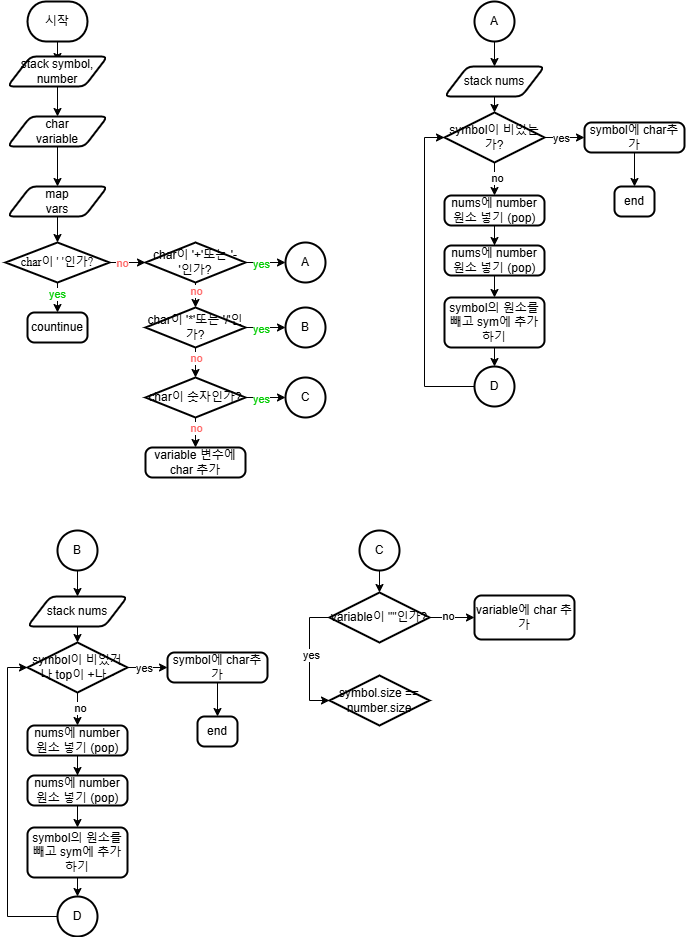 시작
stack symbol,
number
char
variable
map
vars
char이 ' '인가?
no
yes
countinue
char이 '+'또는 '-
'인가?
yes
A
no
char이 '*'또는 '/'인
가?
yes
B
no
char이 숫자인가?
yes
C
no
variable 변수에
char 추가
A
stack nums
symbol이 비었는
가?
yes
symbol에 char추
가
end
no
nums에 number
원소 넣기 (pop)
nums에 number
원소 넣기 (pop)
symbol의 원소를
빼고 sym에 추가
하기
D
B
stack nums
symbol이 비었거
나 top이 +나
yes
symbol에 char추
가
end
no
nums에 number
원소 넣기 (pop)
nums에 number
원소 넣기 (pop)
symbol의 원소를
빼고 sym에 추가
하기
D
C
variable이 ""인가?
no
variable에 char 추
가
yes
symbol.size ==
number.size